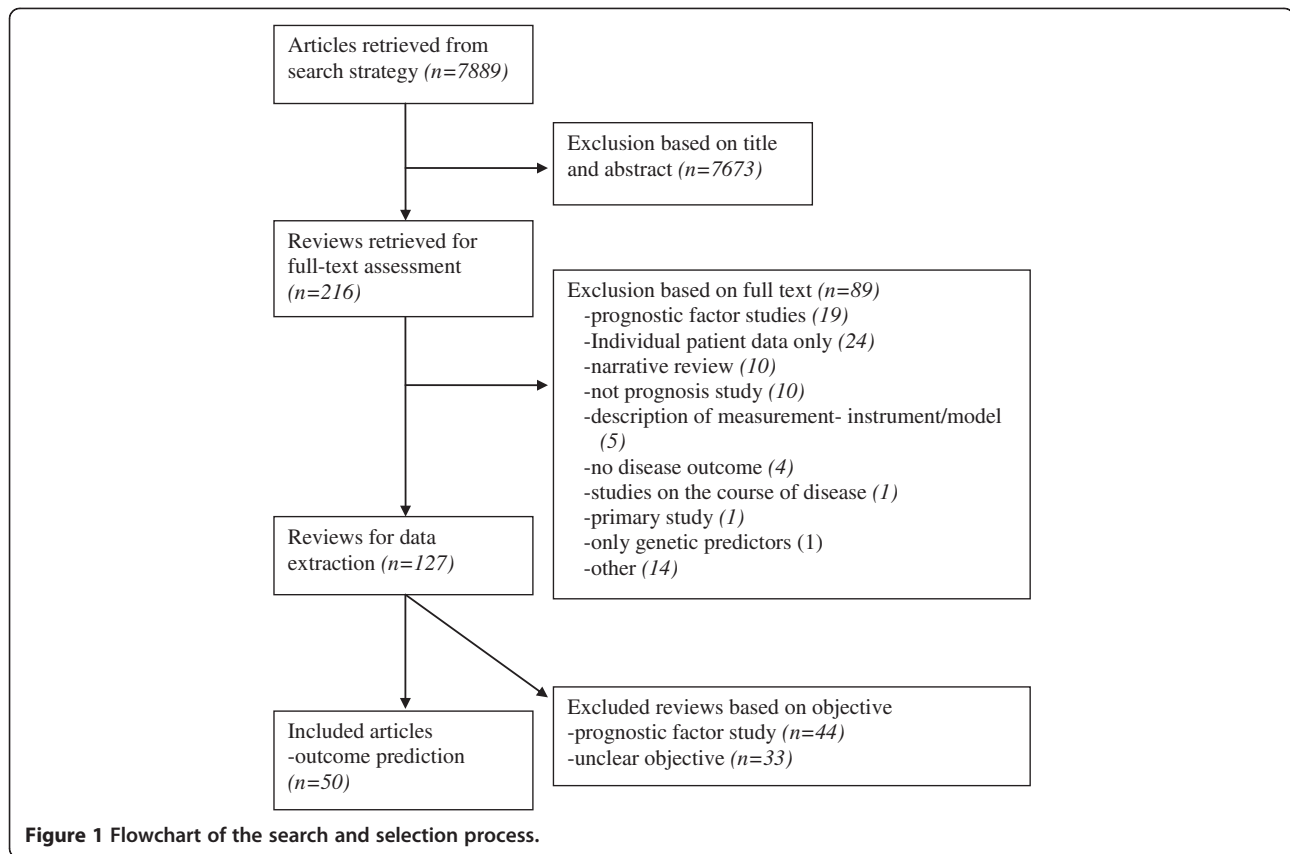 Articles retrieved from
search strategy (n=7889)
Exclusion based on title
and abstract (n=7673)
Reviews retrieved for
full-text assessment
(n=216)
Exclusion based on full text (n=89)
-prognostic factor studies (19)
-Individual patient data only (24)
-narrative review (10)
-not prognosis study (10)
-description of measurement- instrument/model
(5)
-no disease outcome (4)
-studies on the course of disease (1)
-primary study (1)
-only genetic predictors (1)
-other (14)
Reviews for data
extraction (n=127)
Excluded reviews based on objective
-prognostic factor study (n=44)
-unclear objective (n=33)
Included articles
-outcome prediction
(n=50)
Figure 1 Flowchart of the search and selection process.